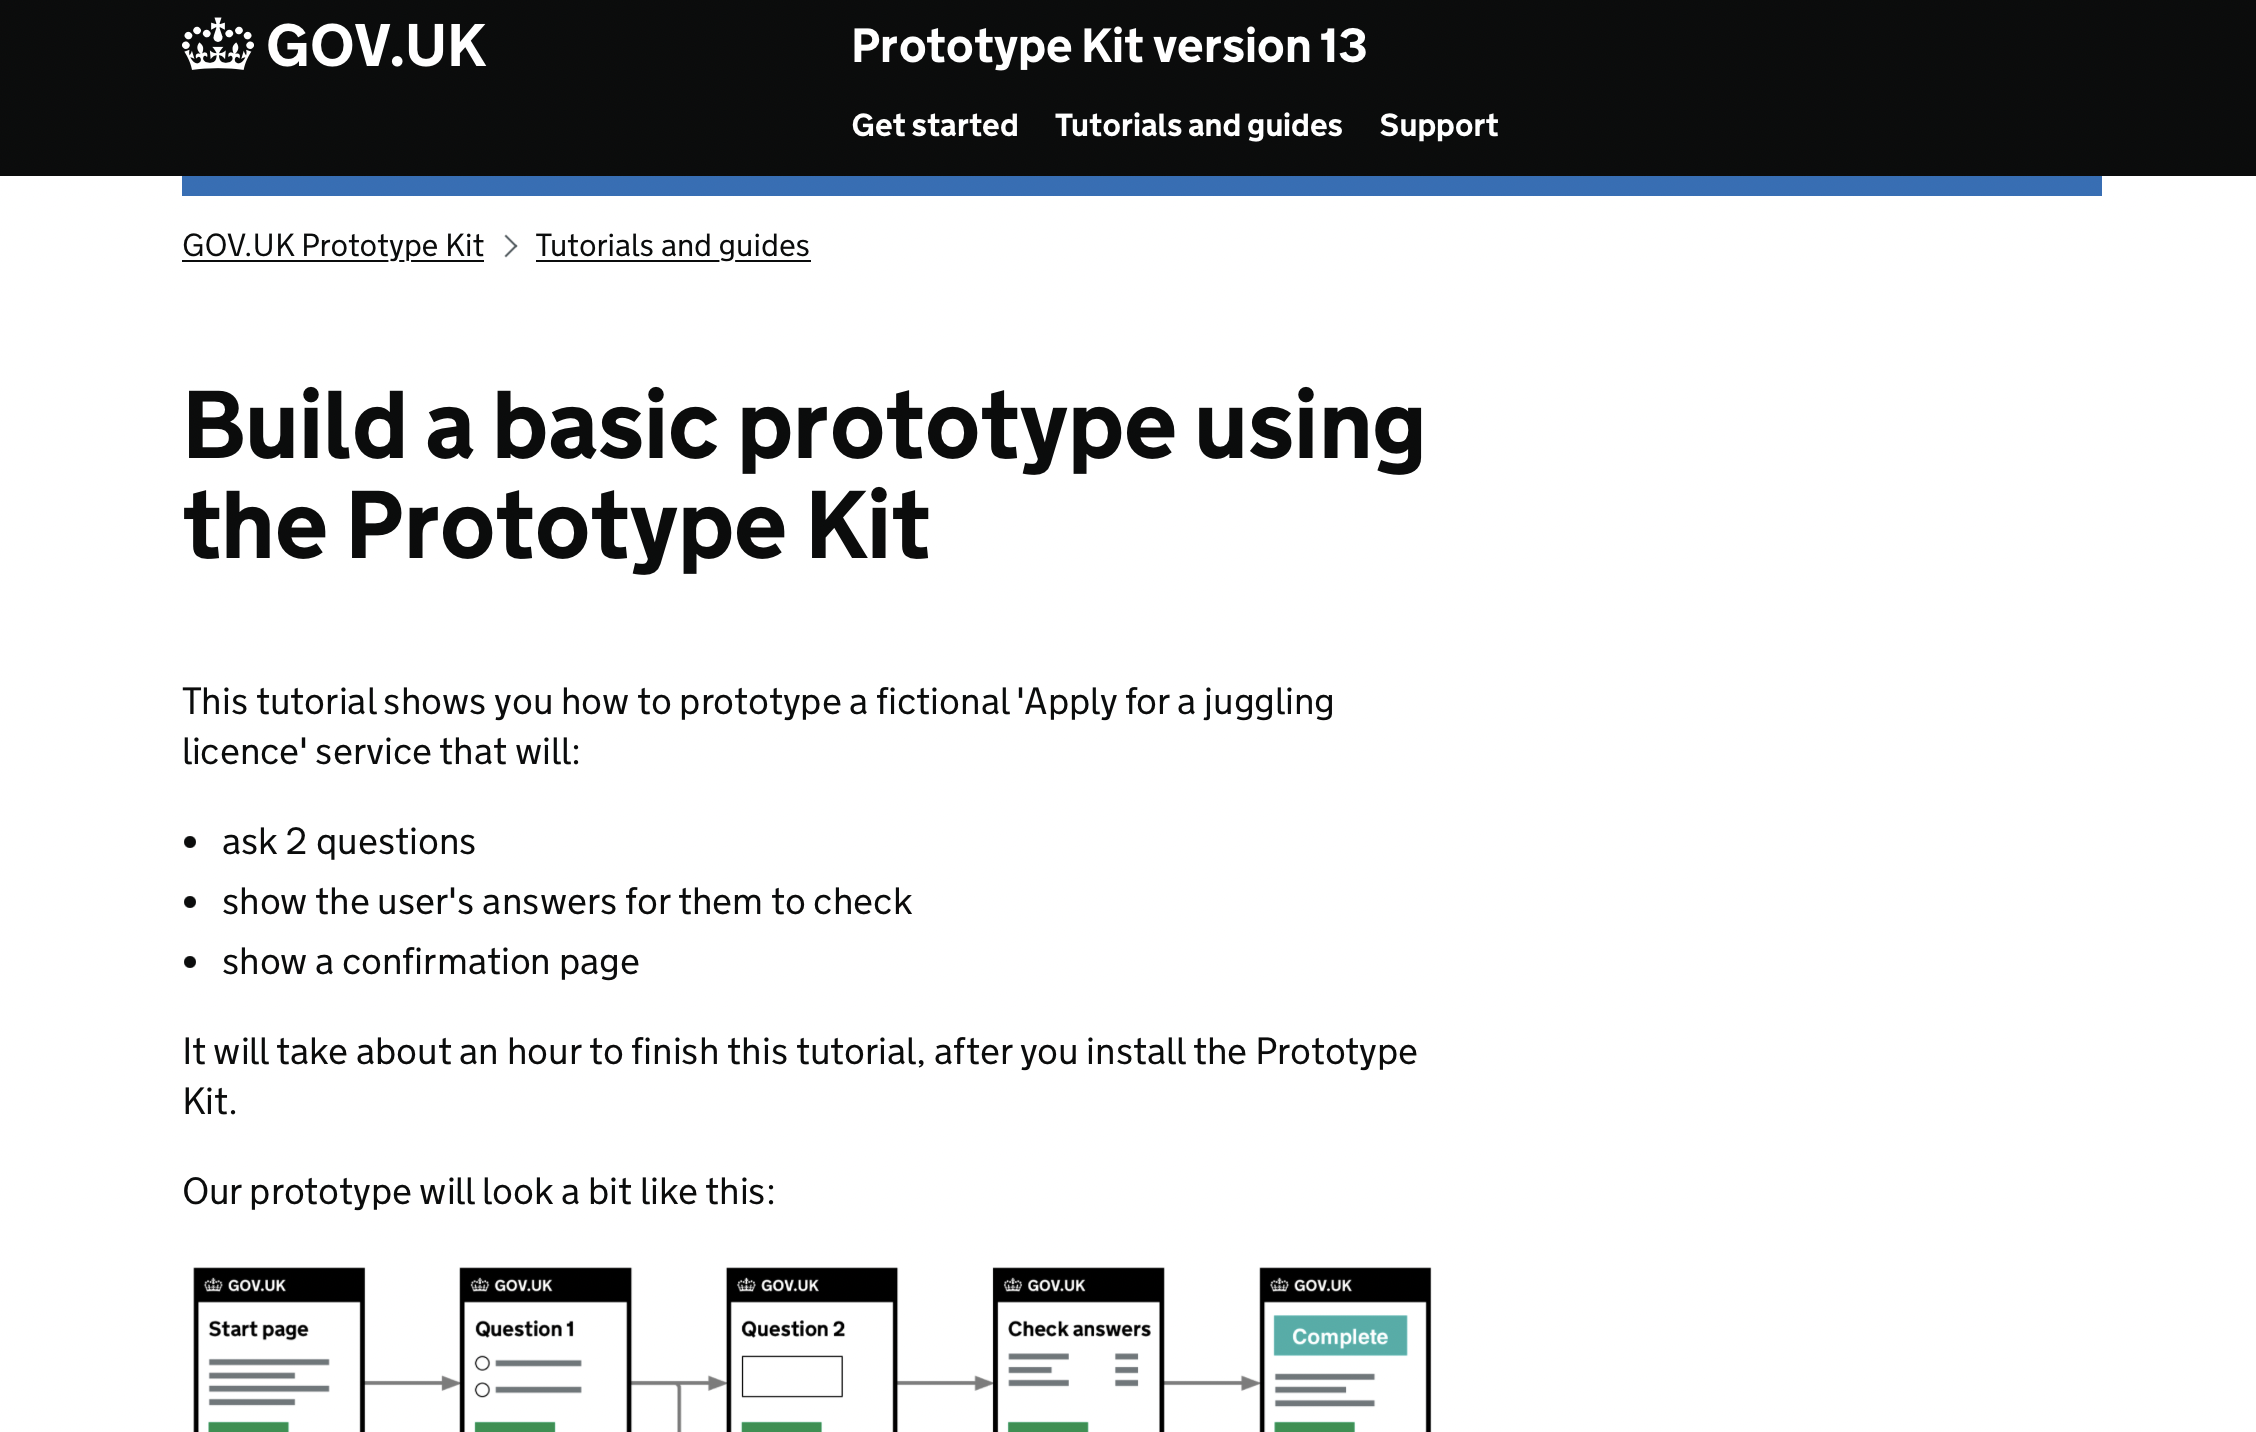 GOV.UK
Prototype Kit version 13
Get started Tutorials and guides Support
GOV.UK Prototype Kit Tutorials and guides
Build a basic prototype using
the Prototype Kit
This tutorial shows you how to prototype a fictional 'Apply for a juggling
licence' service that will:
• ask 2 questions
• show the user's answers for them to check
• show a confirmation page
It will take about an hour to finish this tutorial, after you install the Prototype
Kit.
Our prototype will look a bit like this:
GOV.UK
Start page
GOV.UK
Question 1
GOV.UK
Question 2
GOV.UK
Check answers
GOV.UK
Complete